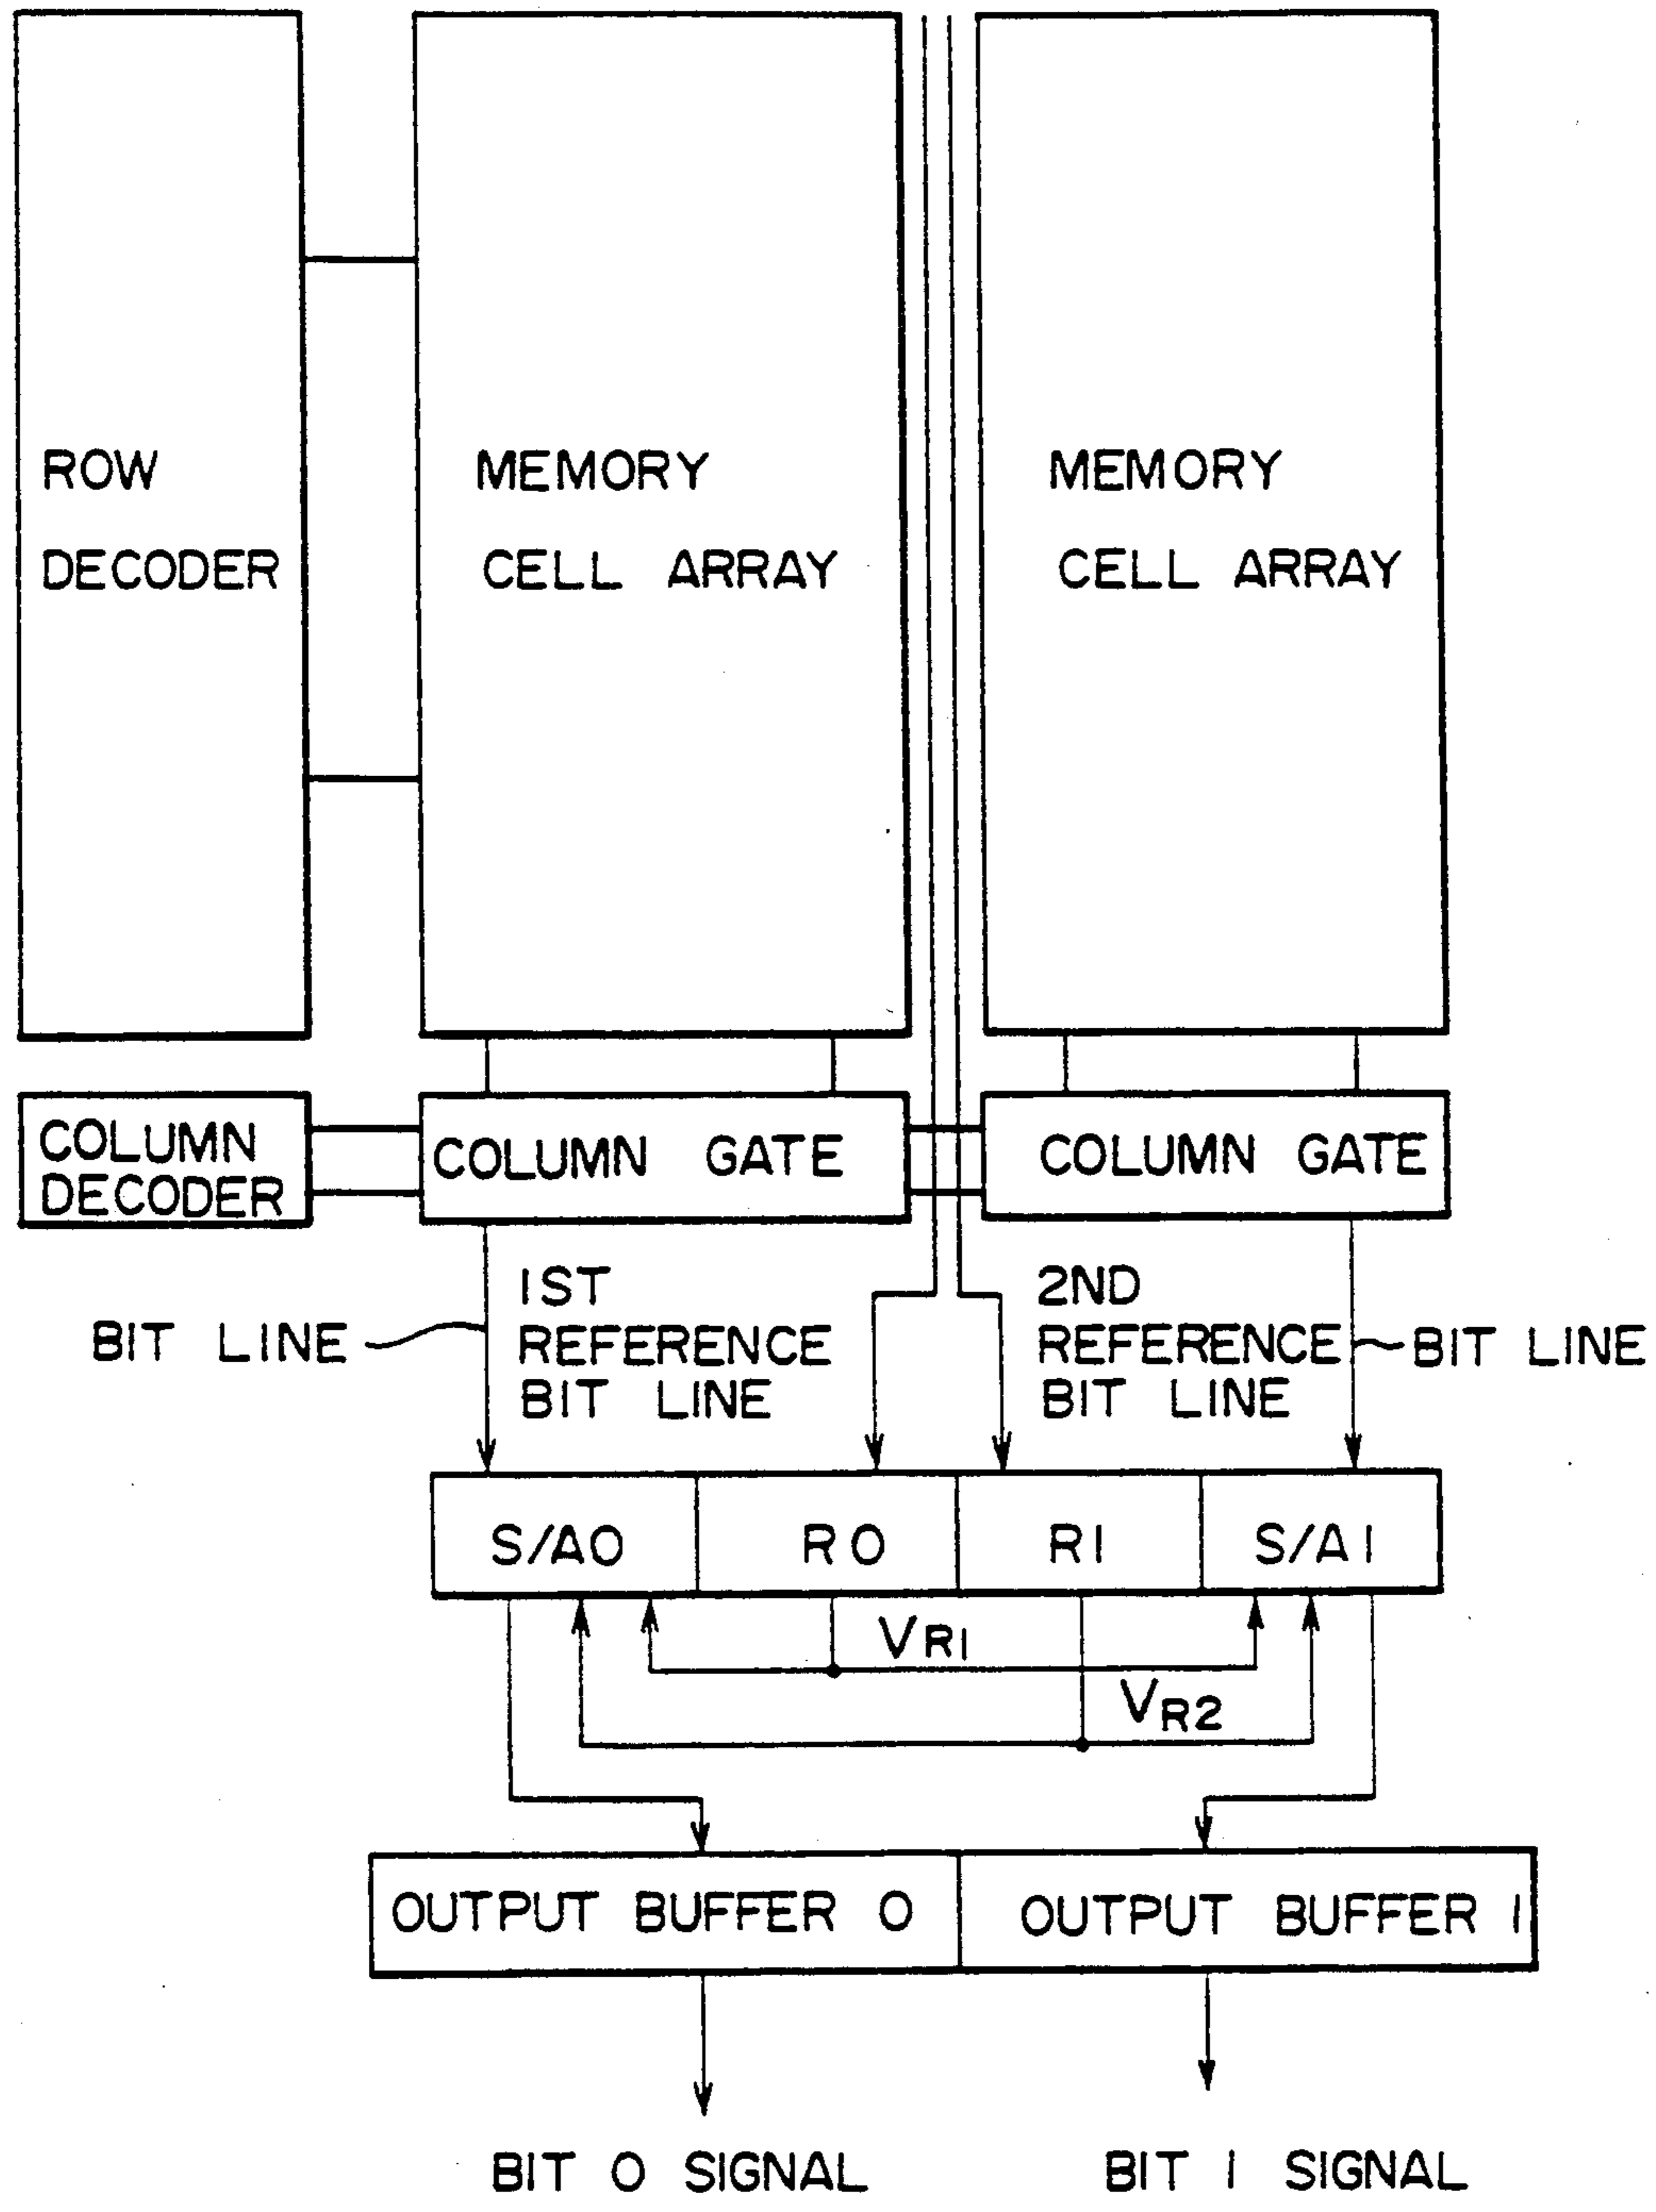 ROW
DECODER
MEMORY
CELL ARRAY
MEMORY
CELL ARRAY
COLUMN
DECODER
COLUMN GATE
COLUMN GATE
BIT LINE
1ST
REFERENCE
BIT LINE
2ND
REFERENCE
BIT LINE
BIT LINE
S/A0
R0
R1
S/A1
VR1
VR2
OUTPUT BUFFER 0
OUTPUT BUFFER 1
BIT 0 SIGNAL
BIT 1 SIGNAL